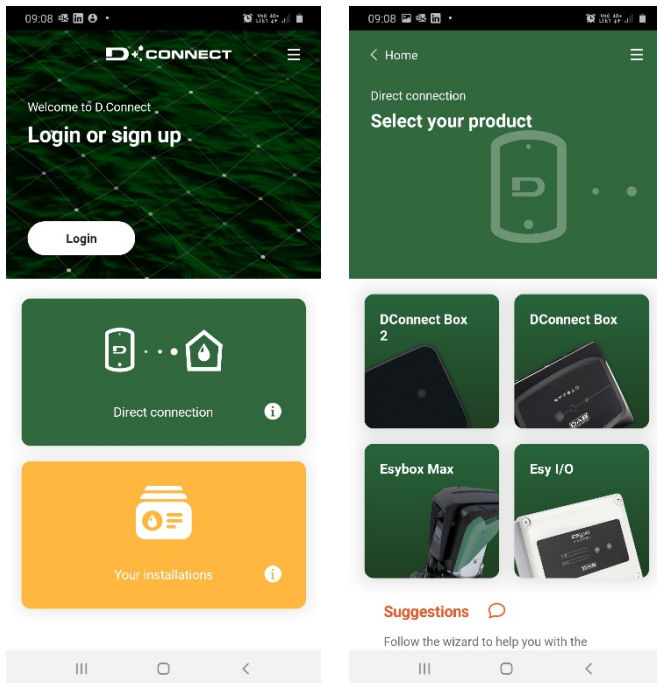 09:08
D+CONNECT
Welcome to D.Connect
Login or sign up
Login
Direct connection
Your installations
09:08
Home
Direct connection
Select your product
D
DConnect Box
2
DConnect Box
DAB
Esybox Max
Esy I/O
Suggestions
Follow the wizard to help you with the